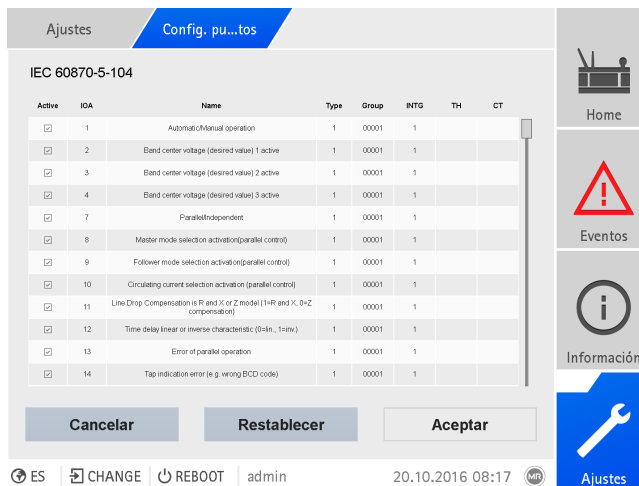 Ajustes
Config. pu...tos
IEC 60870-5-104
Active IOA Name Type Group INTG TH CT
1 Automatic/Manual operation 1 00001 1
2 Band center voltage (desired value) 1 active 1 00001 1
3 Band center voltage (desired value) 2 active 1 00001 1
4 Band center voltage (desired value) 3 active 1 00001 1
7 Parallel/Independent 1 00001 1
8 Master mode selection activation(parallel control) 1 00001 1
9 Follower mode selection activation(parallel control) 1 00001 1
10 Circulating current selection activation (parallel control) 1 00001 1
11 Line Drop Compensation is R and X or Z model (1=R and X, 0=Z
compensation) 1 00001 1
12 Time delay linear or inverse characteristic (0=lin., 1=inv.) 1 00001 1
13 Error of parallel operation 1 00001 1
14 Tap indication error (e.g. wrong BCD code) 1 00001 1
Cancelar
Restablecer
Aceptar
ES CHANGE REBOOT admin 20.10.2016 08:17 MR
Home
Eventos
Información
Ajustes